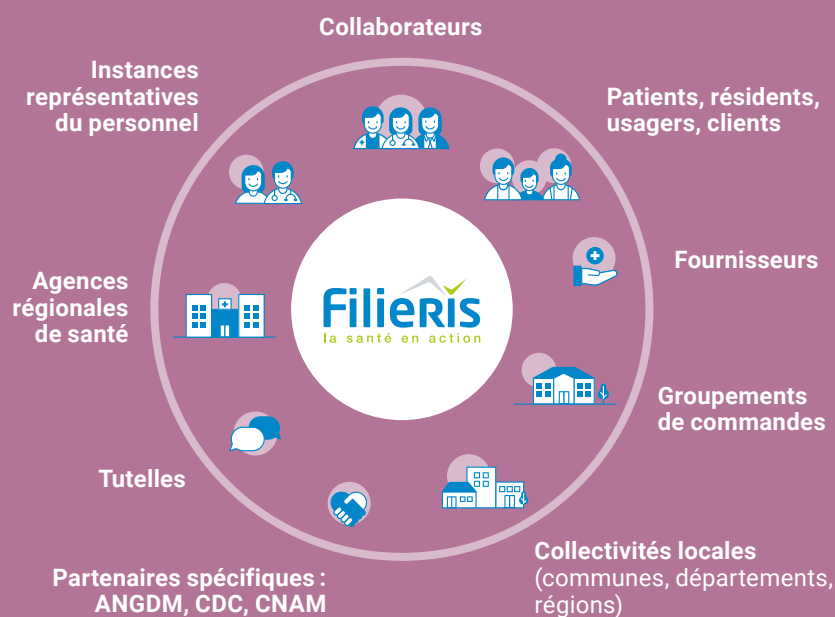 Collaborateurs
Instances
représentatives
du personnel
Patients, résidents,
usagers, clients
Agences
régionales
de santé
Filieris
la santé en action
Fournisseurs
Groupements
de commandes
Tutelles
Partenaires spécifiques :
ANGDM, CDC, CNAM
Collectivités locales
(communes, départements,
régions)